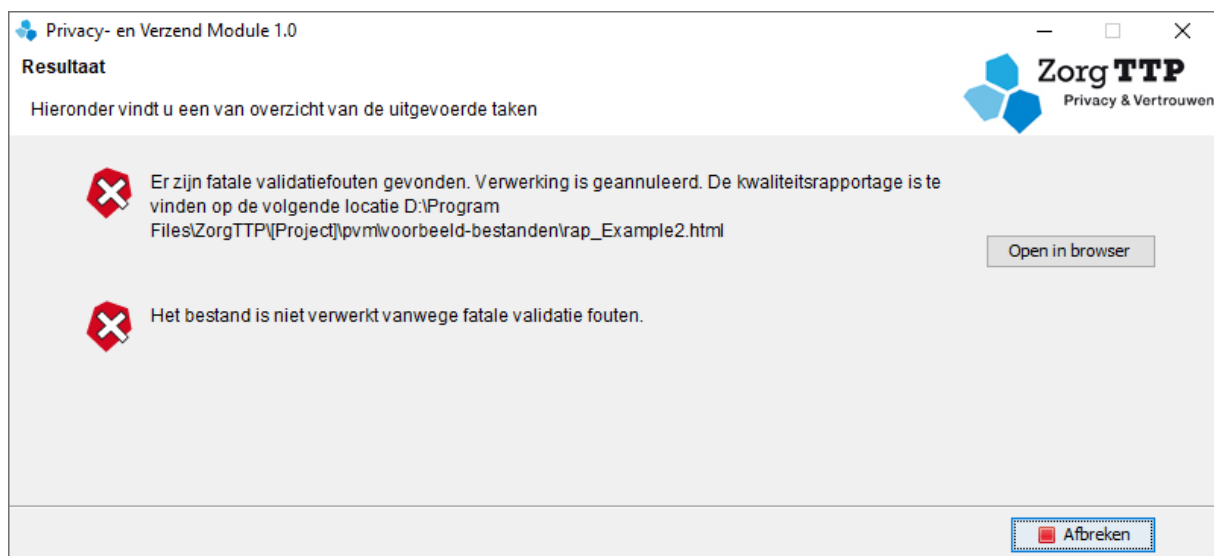 Privacy- en Verzend Module 1.0
Resultaat
Hieronder vindt u een van overzicht van de uitgevoerde taken
Zorg TTP
Privacy & Vertrouwen
Er zijn fatale validatiefouten gevonden. Verwerking is geannuleerd. De kwaliteitsrapportage is te
vinden op de volgende locatie D:\Program
Files\ZorgTTP\[Project]\pvm\voorbeeld-bestanden\rap_Example2.html
Open in browser
Het bestand is niet verwerkt vanwege fatale validatie fouten.
Afbreken